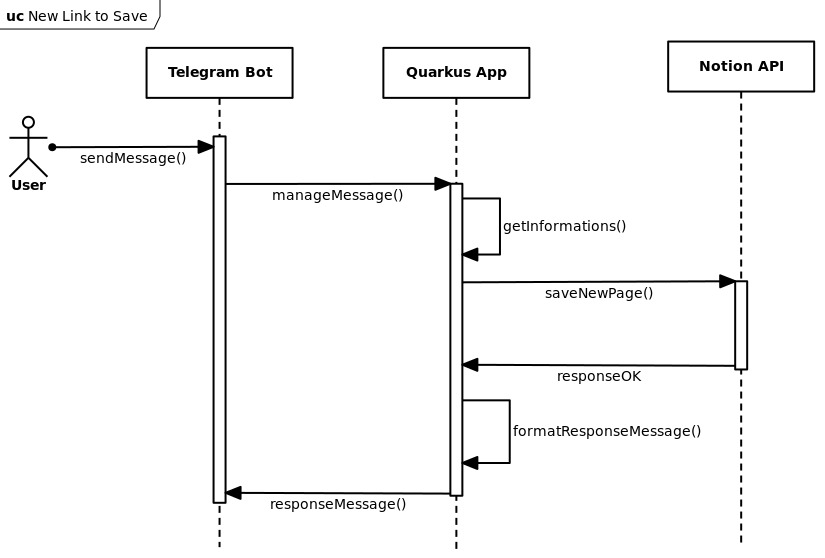 uc New Link to Save
Telegram Bot
Quarkus App
Notion API
User
sendMessage()
manageMessage()
getInformations()
saveNewPage()
responseOK
formatResponseMessage()
responseMessage()